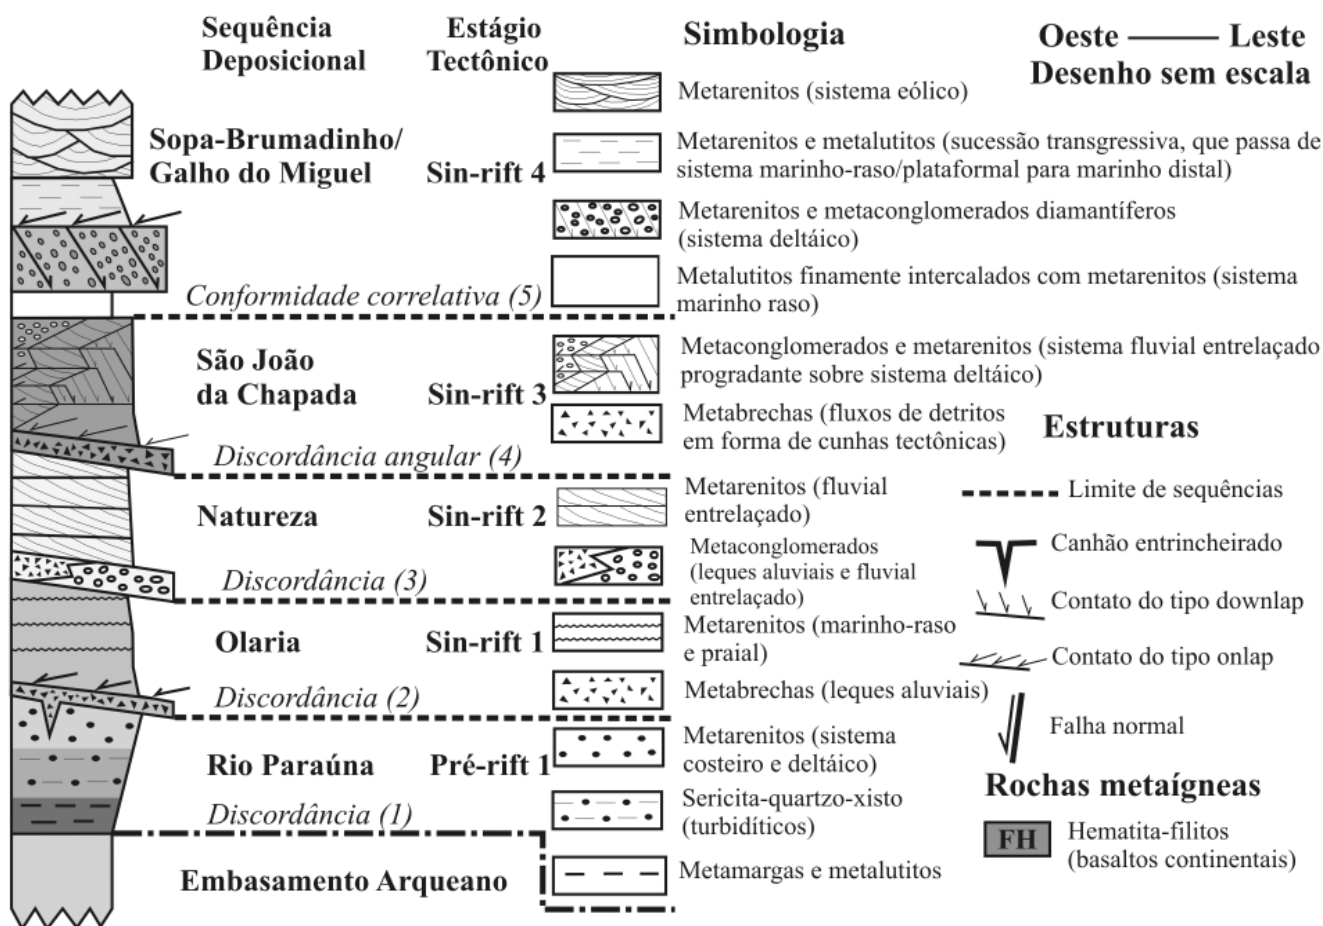 Sequência
Deposicional
Estágio
Tectônico
Simbologia
Oeste
Leste
Desenho sem escala
Metarenitos (sistema eólico)
Sopa-Brumadinho/
Galho do Miguel
Sin-rift 4
Metarenitos e metalutitos (sucessão transgressiva, que passa de
sistema marinho-raso/plataformal para marinho distal)
Metarenitos e metaconglomerados diamantíferos
(sistema deltáico)
Metalutitos finamente intercalados com metarenitos (sistema
marinho raso)
Conformidade correlativa (5)
São João
da Chapada
Sin-rift 3
Metaconglomerados e metarenitos (sistema fluvial entrelaçado
progradante sobre sistema deltáico)
Metabrechas (fluxos de detritos
em forma de cunhas tectônicas)
Discordância angular (4)
Natureza
Sin-rift 2
Metarenitos (fluvial
entrelaçado)
Metaconglomerados
(leques aluviais e fluvial
entrelaçado)
Discordância (3)
Olaria
Sin-rift 1
Metarenitos (marinho-raso
e praial)
Metabrechas (leques aluviais)
Discordância (2)
Rio Paraúna
Pré-rift 1
Metarenitos (sistema
costeiro e deltáico)
Sericita-quartzo-xisto
(turbidíticos)
Discordância (1)
Embasamento Arqueano
Metamargas e metalutitos
Estruturas
Limite de sequências
Canhão entrincheirado
Contato do tipo downlap
Contato do tipo onlap
Falha normal
Rochas metaígneas
FH
Hematita-filitos
(basaltos continentais)